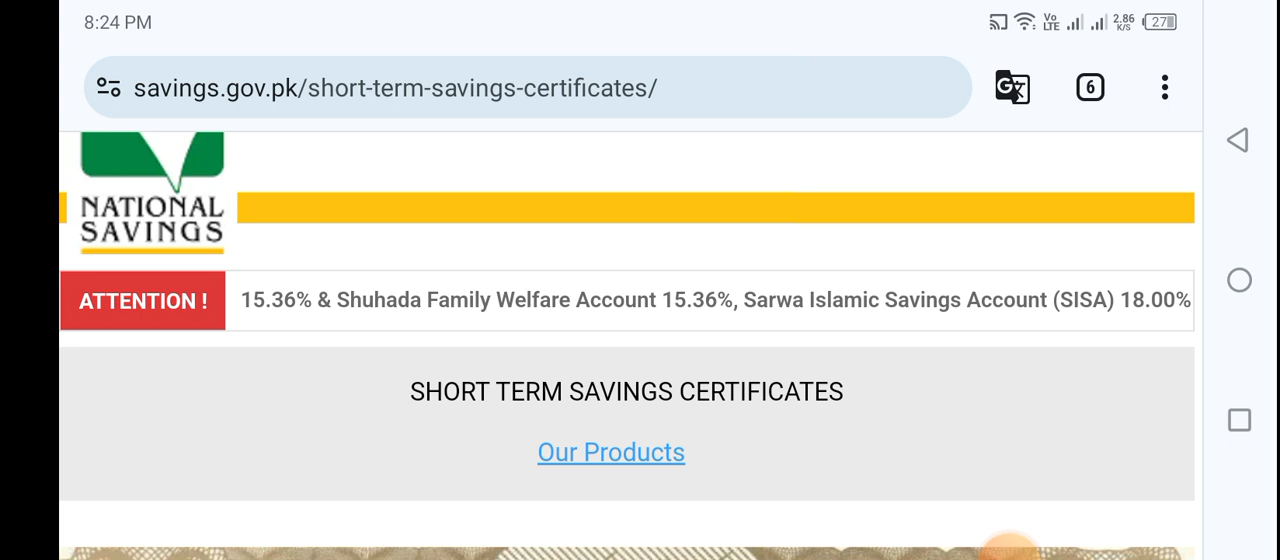 8:24 PM
Vo LTE 2.86 K/S 27
savings.gov.pk/short-term-savings-certificates/
6
NATIONAL
SAVINGS
ATTENTION !
15.36% & Shuhada Family Welfare Account 15.36%, Sarwa Islamic Savings Account (SISA) 18.00%
SHORT TERM SAVINGS CERTIFICATES
Our Products